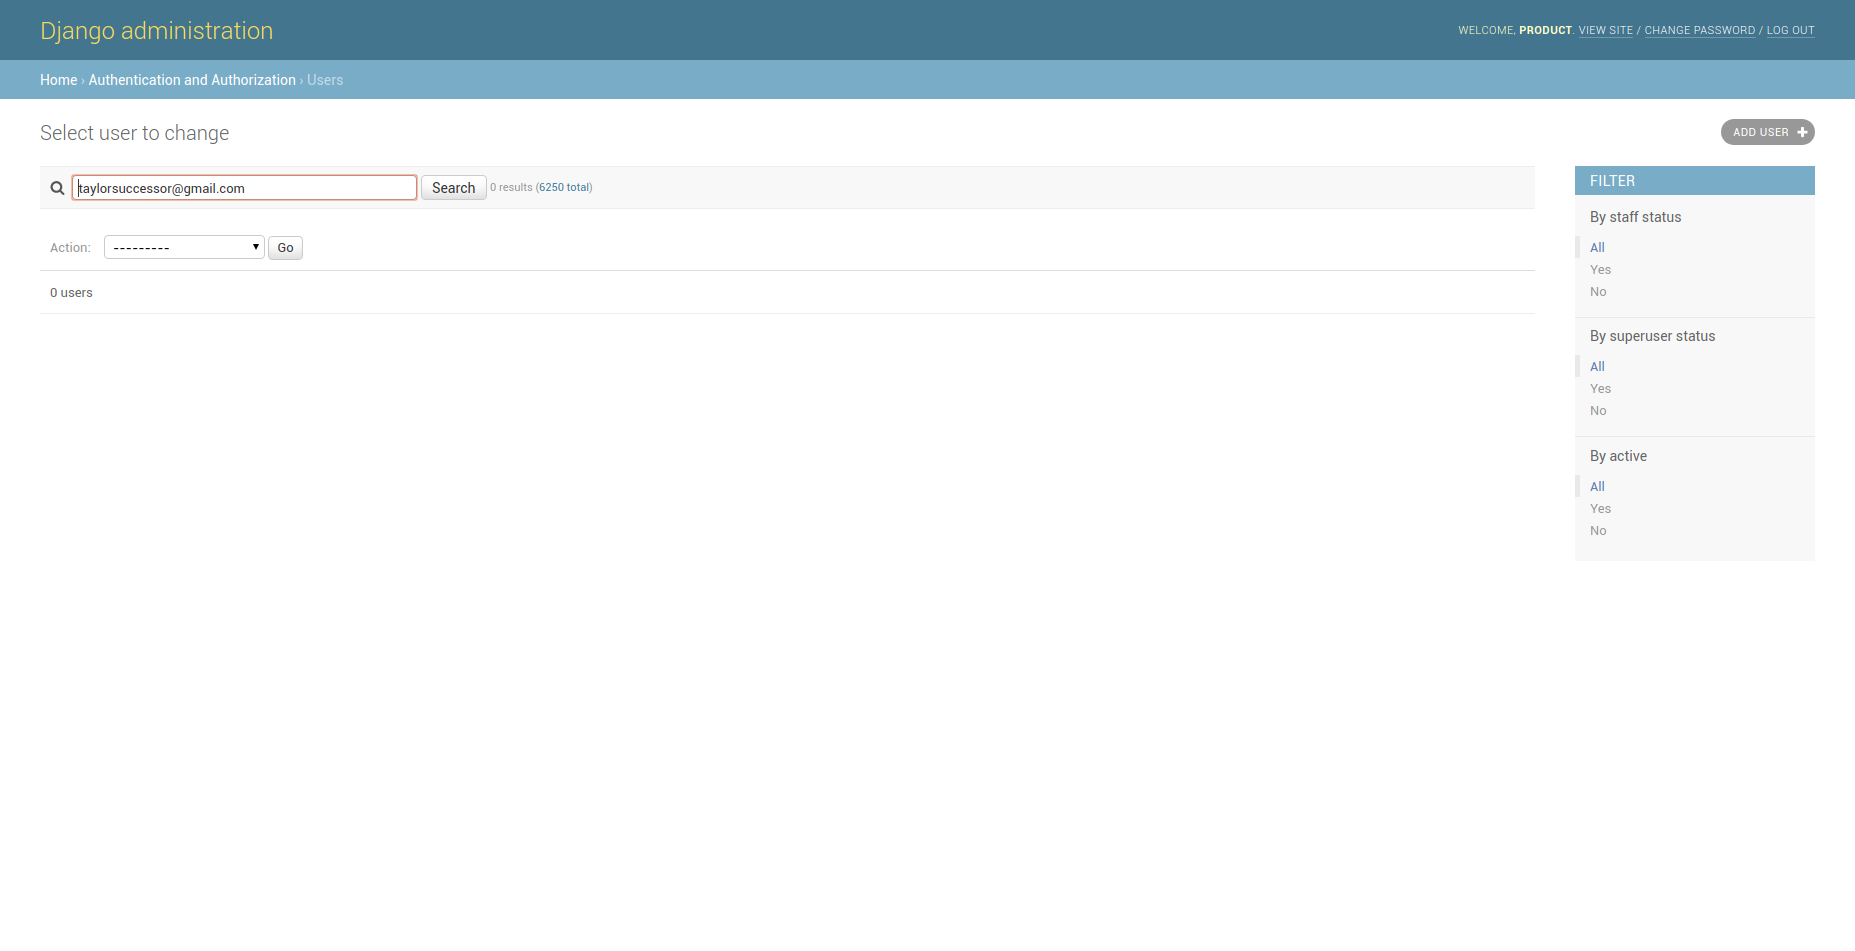 Django administration
WELCOME, PRODUCT. VIEW SITE / CHANGE PASSWORD / LOG OUT
Home › Authentication and Authorization › Users
Select user to change
ADD USER +
taylorsuccessor@gmail.com Search 0 results (6250 total)
Action: --------- Go
0 users
FILTER
By staff status
All
Yes
No
By superuser status
All
Yes
No
By active
All
Yes
No